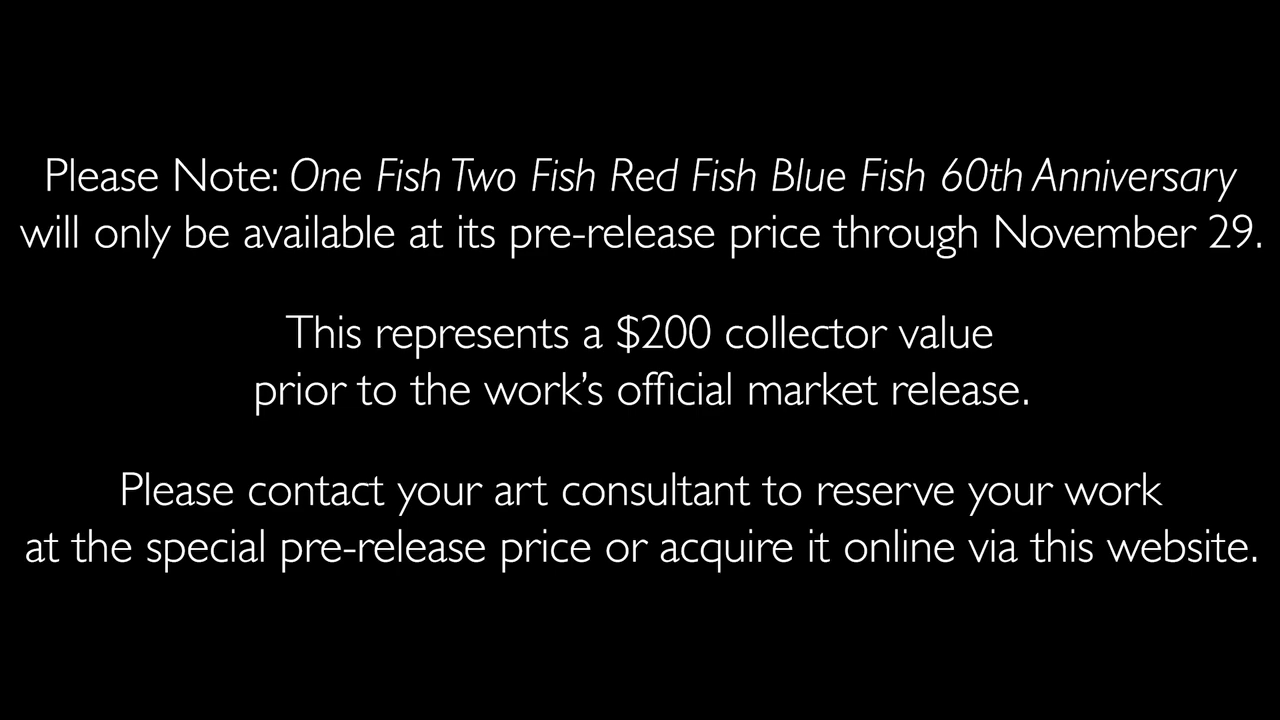 Please Note: One Fish Two Fish Red Fish Blue Fish 60th Anniversary
will only be available at its pre-release price through November 29.
This represents a $200 collector value
prior to the work’s official market release.
Please contact your art consultant to reserve your work
at the special pre-release price or acquire it online via this website.